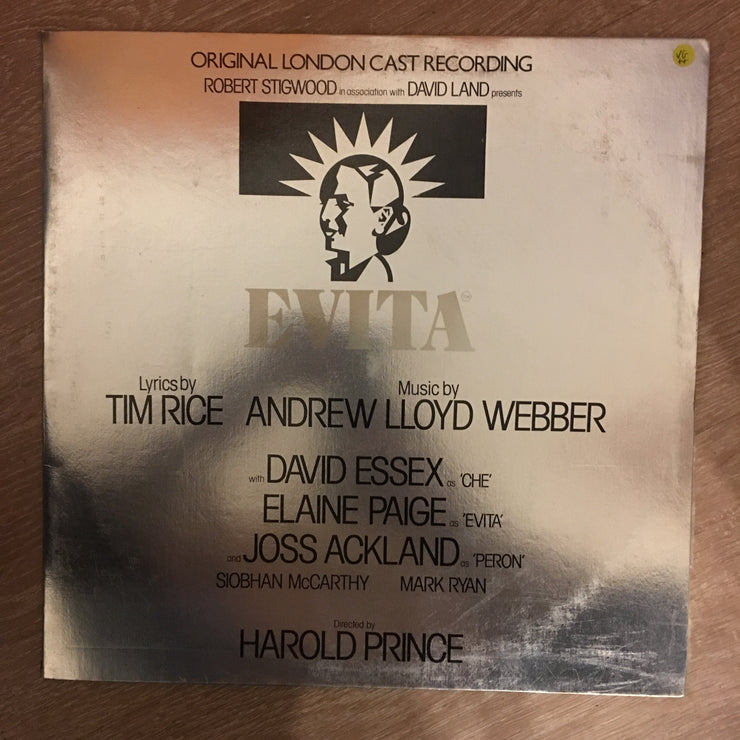 ORIGINAL LONDON CAST RECORDING
VG
++
ROBERT STIGWOOD in association with DAVID LAND presents
EVITA™
Lyrics by Music by
TIM RICE ANDREW LLOYD WEBBER
with DAVID ESSEX as 'CHE'
ELAINE PAIGE as 'EVITA'
and JOSS ACKLAND as 'PERON'
SIOBHAN McCARTHY MARK RYAN
Directed by
HAROLD PRINCE